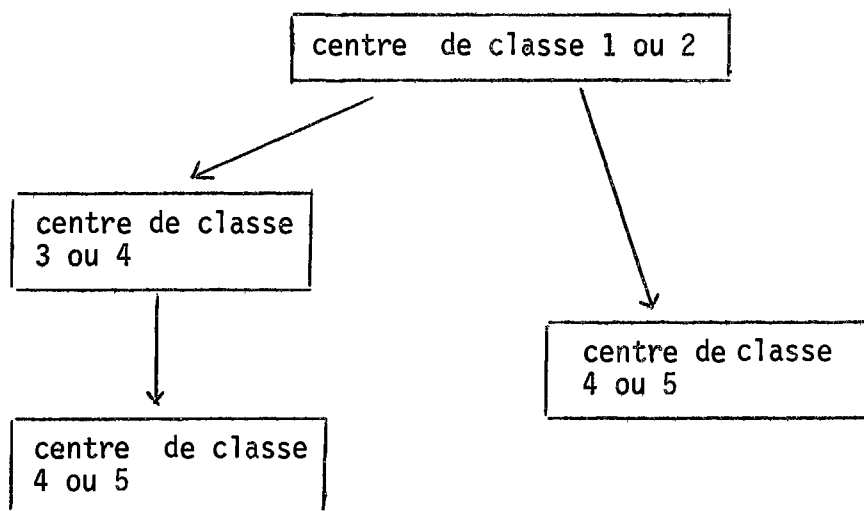 centre de classe 1 ou 2
centre de classe
3 ou 4
centre de classe
4 ou 5
centre de classe
4 ou 5